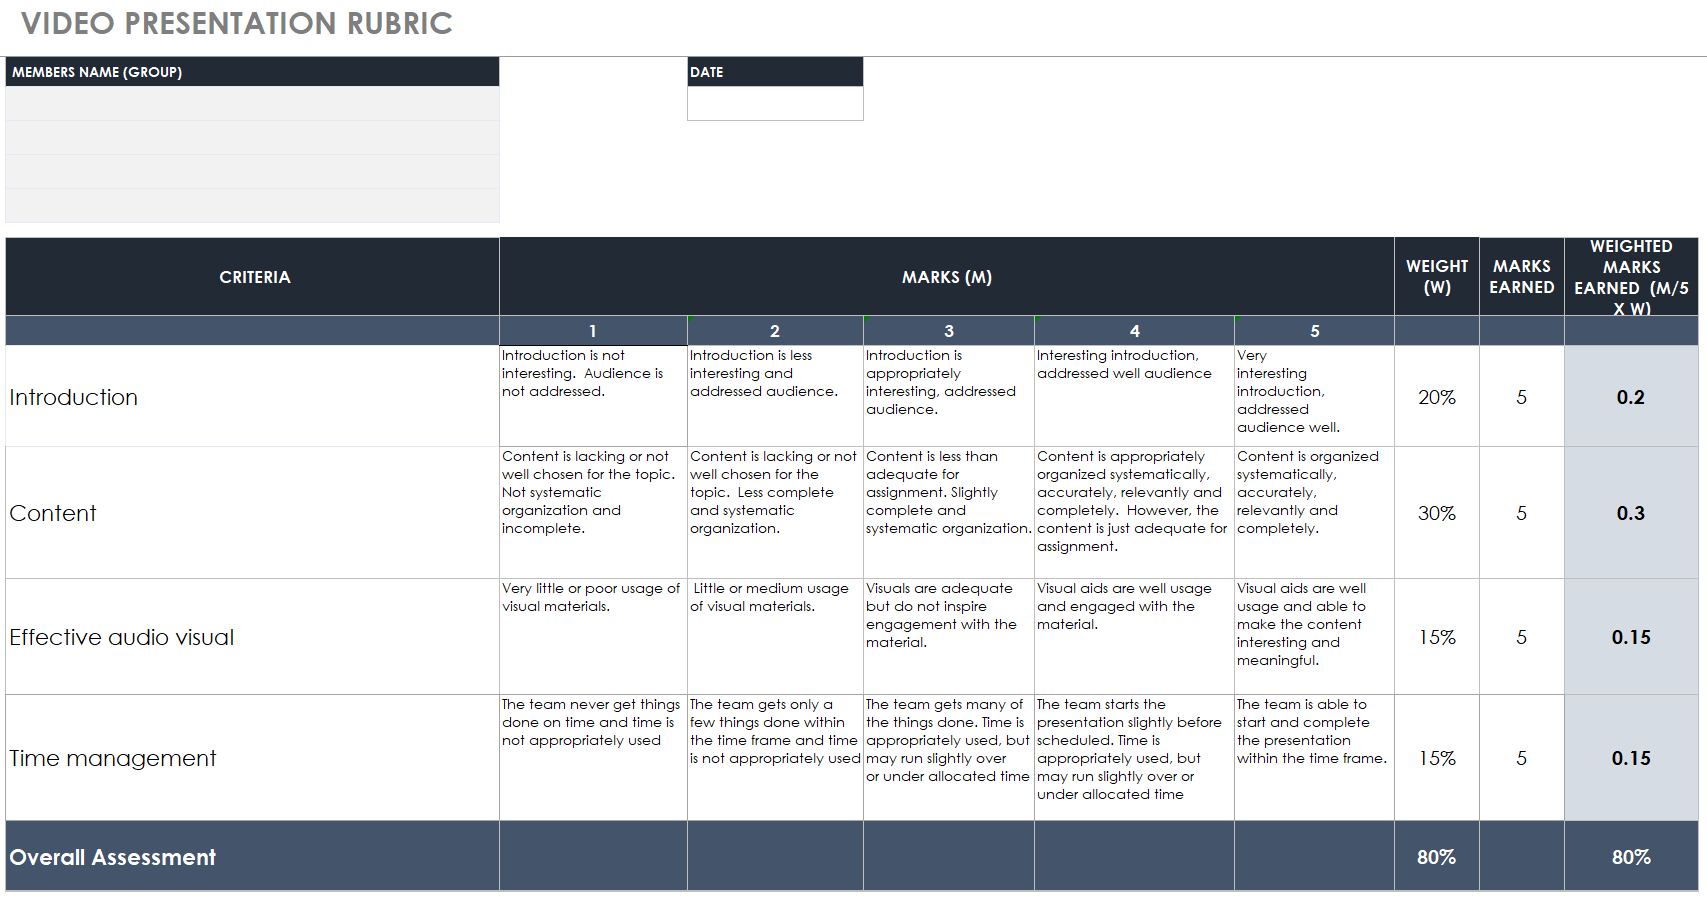 VIDEO PRESENTATION RUBRIC
MEMBERS NAME (GROUP)
DATE
CRITERIA
MARKS (M)
WEIGHT
(W)
MARKS
EARNED
WEIGHTED
MARKS
EARNED (M/5
X W)
1
2
3
4
5
Introduction
Introduction is not
interesting.  Audience is
not addressed.
Introduction is less
interesting and
addressed audience.
Introduction is
appropriately
interesting, addressed
audience.
Interesting introduction,
addressed well audience
Very
interesting
introduction,
addressed
audience well.
20%
5
0.2
Content
Content is lacking or not
well chosen for the topic.
Not systematic
organization and
incomplete.
Content is lacking or not
well chosen for the
topic.  Less complete
and systematic
organization.
Content is less than
adequate for
assignment. Slightly
complete and
systematic organization.
Content is appropriately
organized systematically,
accurately, relevantly and
completely.  However, the
content is just adequate for
assignment.
Content is organized
systematically,
accurately,
relevantly and
completely.
30%
5
0.3
Effective audio visual
Very little or poor usage of
visual materials.
Little or medium usage
of visual materials.
Visuals are adequate
but do not inspire
engagement with the
material.
Visual aids are well usage
and engaged with the
material.
Visual aids are well
usage and able to
make the content
interesting and
meaningful.
15%
5
0.15
Time management
The team never get things
done on time and time is
not appropriately used
The team gets only a
few things done within
the time frame and time
is not appropriately used
The team gets many of
the things done. Time is
appropriately used, but
may run slightly over
or under allocated time
The team starts the
presentation slightly before
scheduled. Time is
appropriately used, but
may run slightly over or
under allocated time
The team is able to
start and complete
the presentation
within the time frame.
15%
5
0.15
Overall Assessment
80%
80%